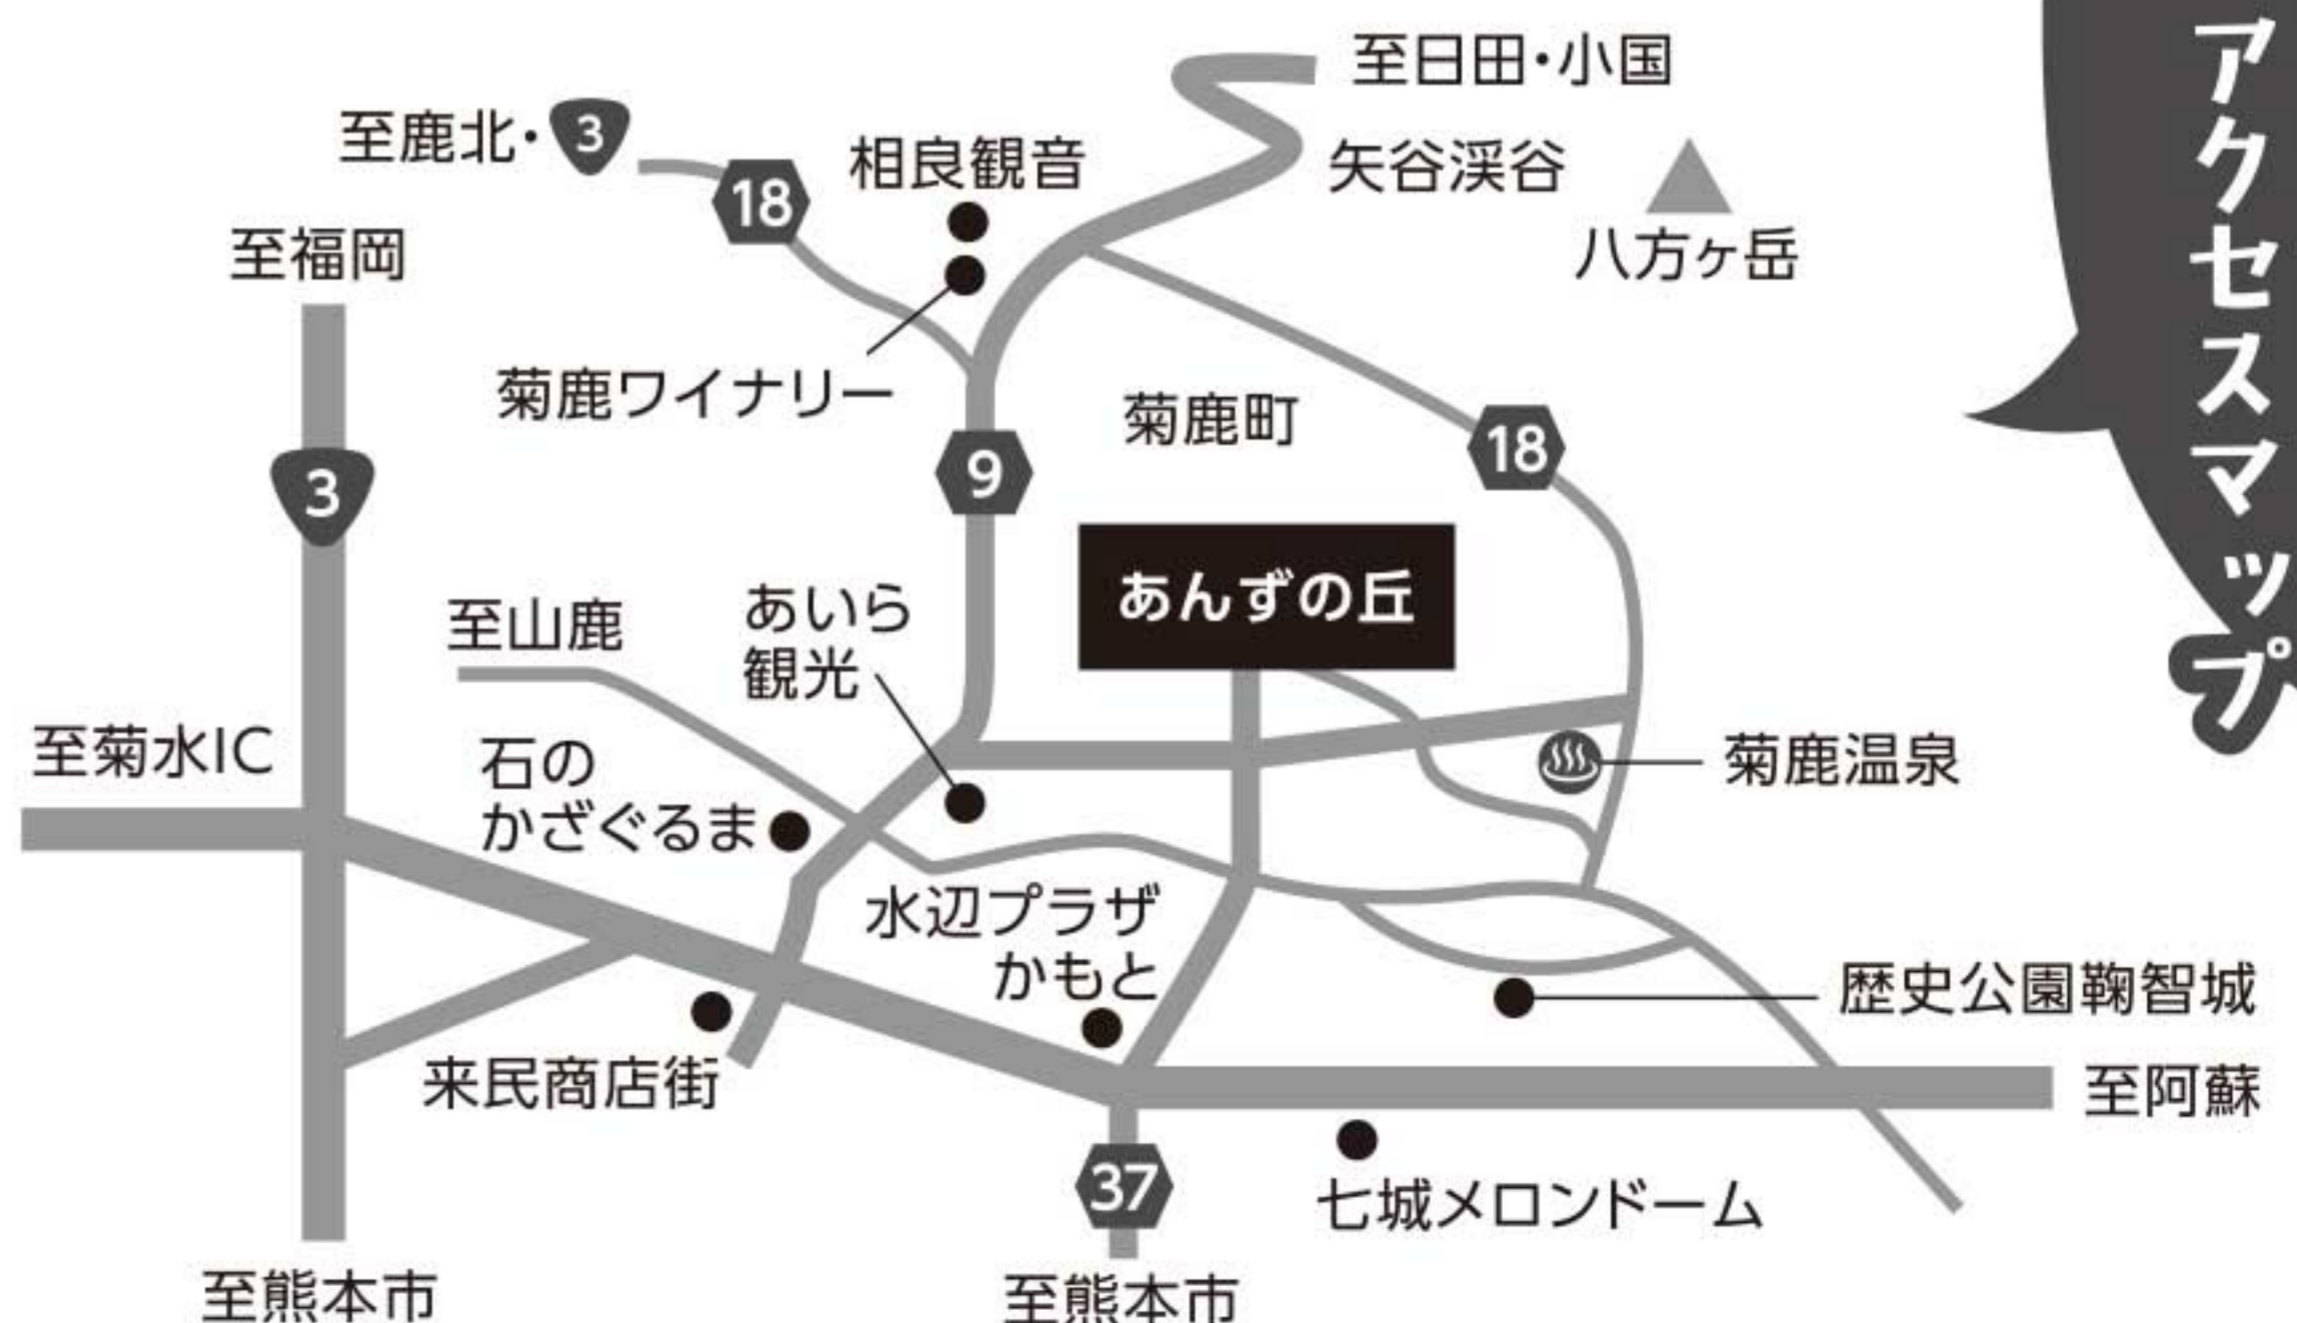 アクセスマップ
至日田・小国
至鹿北・3
18
相良観音
矢谷渓谷
八方ヶ岳
至福岡
菊鹿ワイナリー
菊鹿町
18
9
3
あんずの丘
至山鹿
あいら
観光
至菊水IC
石の
かざぐるま
菊鹿温泉
水辺プラザ
かもと
歴史公園鞠智城
来民商店街
至阿蘇
37
七城メロンドーム
至熊本市
至熊本市